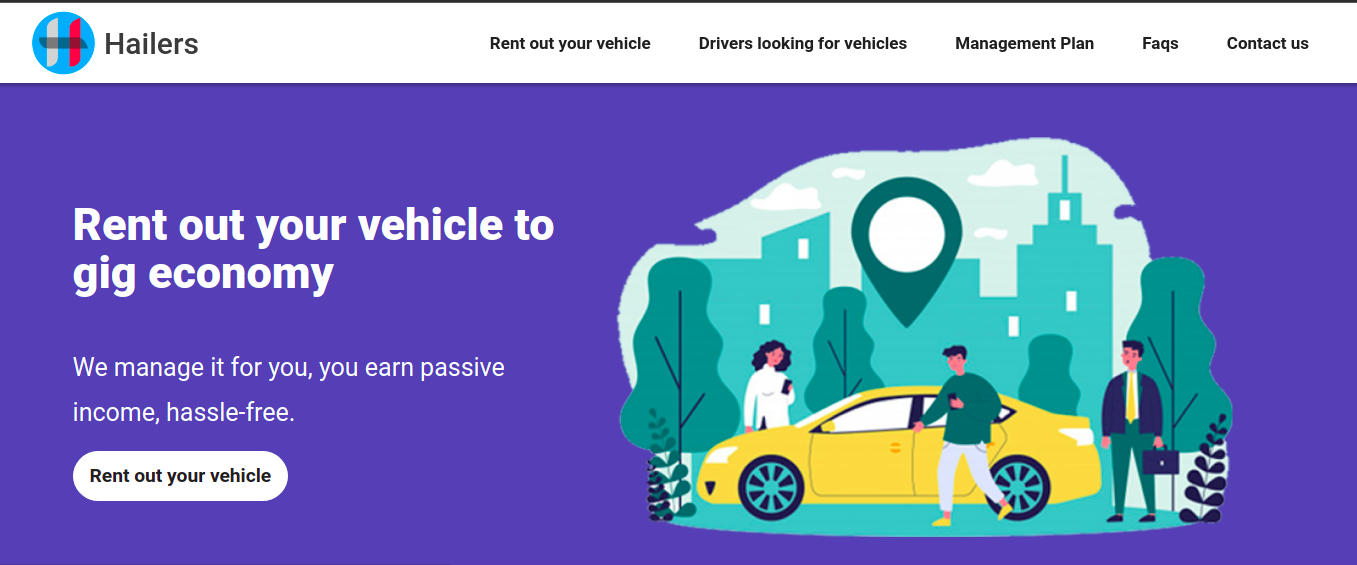 Hailers
Rent out your vehicle
Drivers looking for vehicles
Management Plan
Faqs
Contact us
Rent out your vehicle to
gig economy
We manage it for you, you earn passive
income, hassle-free.
Rent out your vehicle